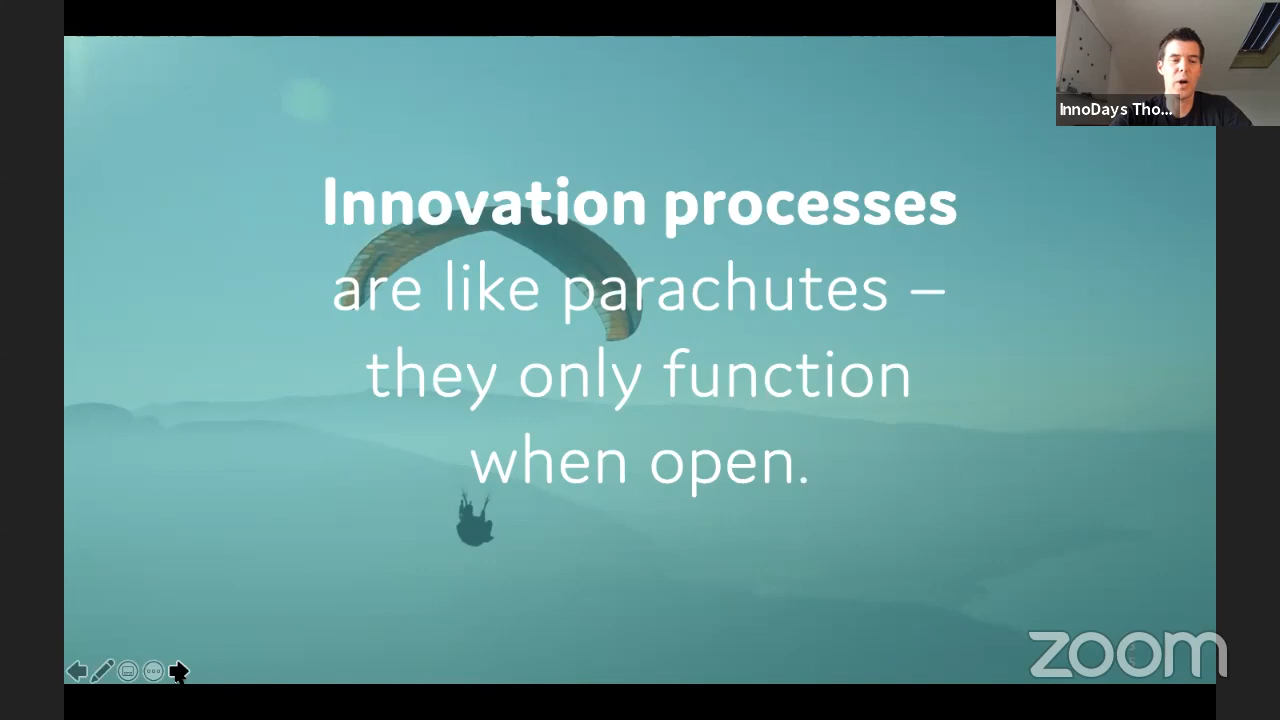 InnoDays Tho...
Innovation processes
are like parachutes –
they only function
when open.
zoom